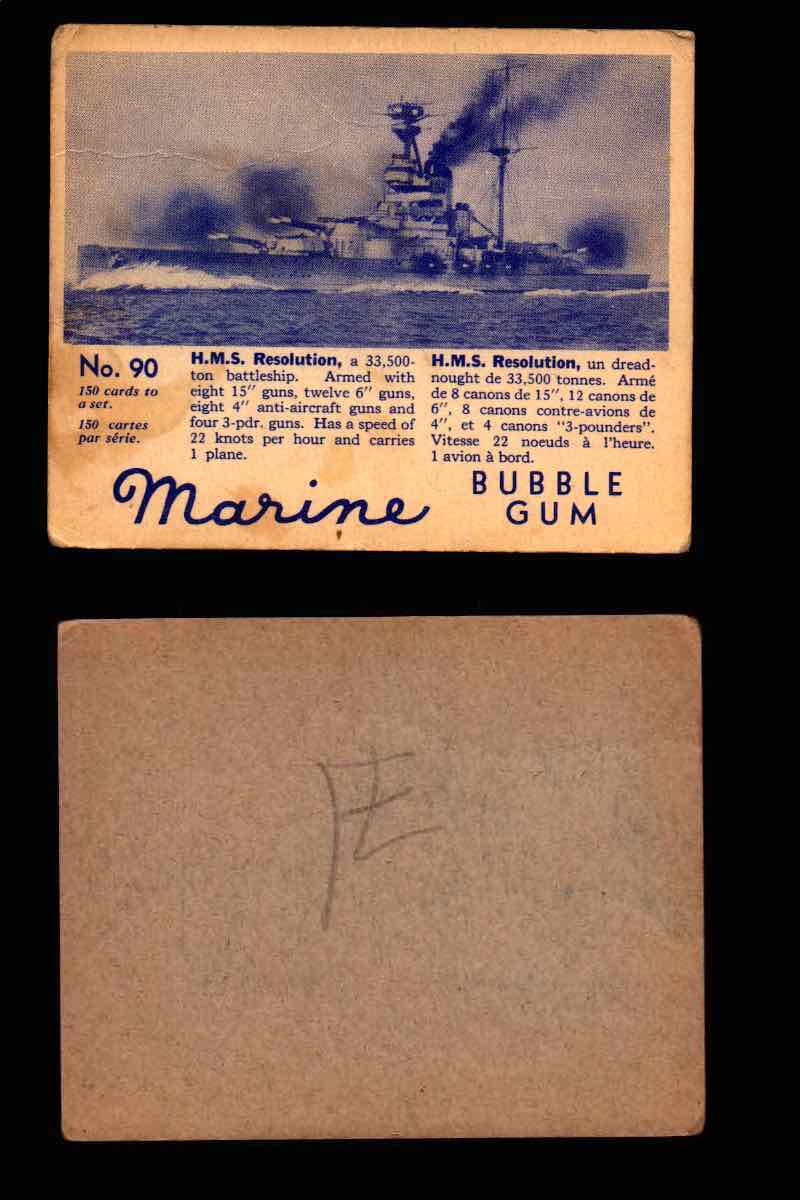 No. 90
150 cards to
a set.
150 cartes
par série.
H.M.S. Resolution, a 33,500-
ton battleship. Armed with
eight 15″ guns, twelve 6″ guns,
eight 4″ anti-aircraft guns and
four 3-pdr. guns. Has a speed of
22 knots per hour and carries
1 plane.
H.M.S. Resolution, un dread-
nought de 33,500 tonnes. Armé
de 8 canons de 15″, 12 canons de
6″, 8 canons contre-avions de
4″, et 4 canons "3-pounders".
Vitesse 22 noeuds à l'heure.
1 avion à bord.
Marine
BUBBLE
GUM